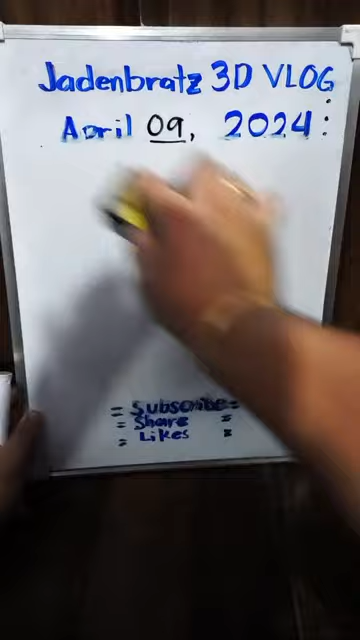 Jadenbratz 3D VLOG :
April 09, 2024 :
= Subscribe =
= Share =
= Likes =